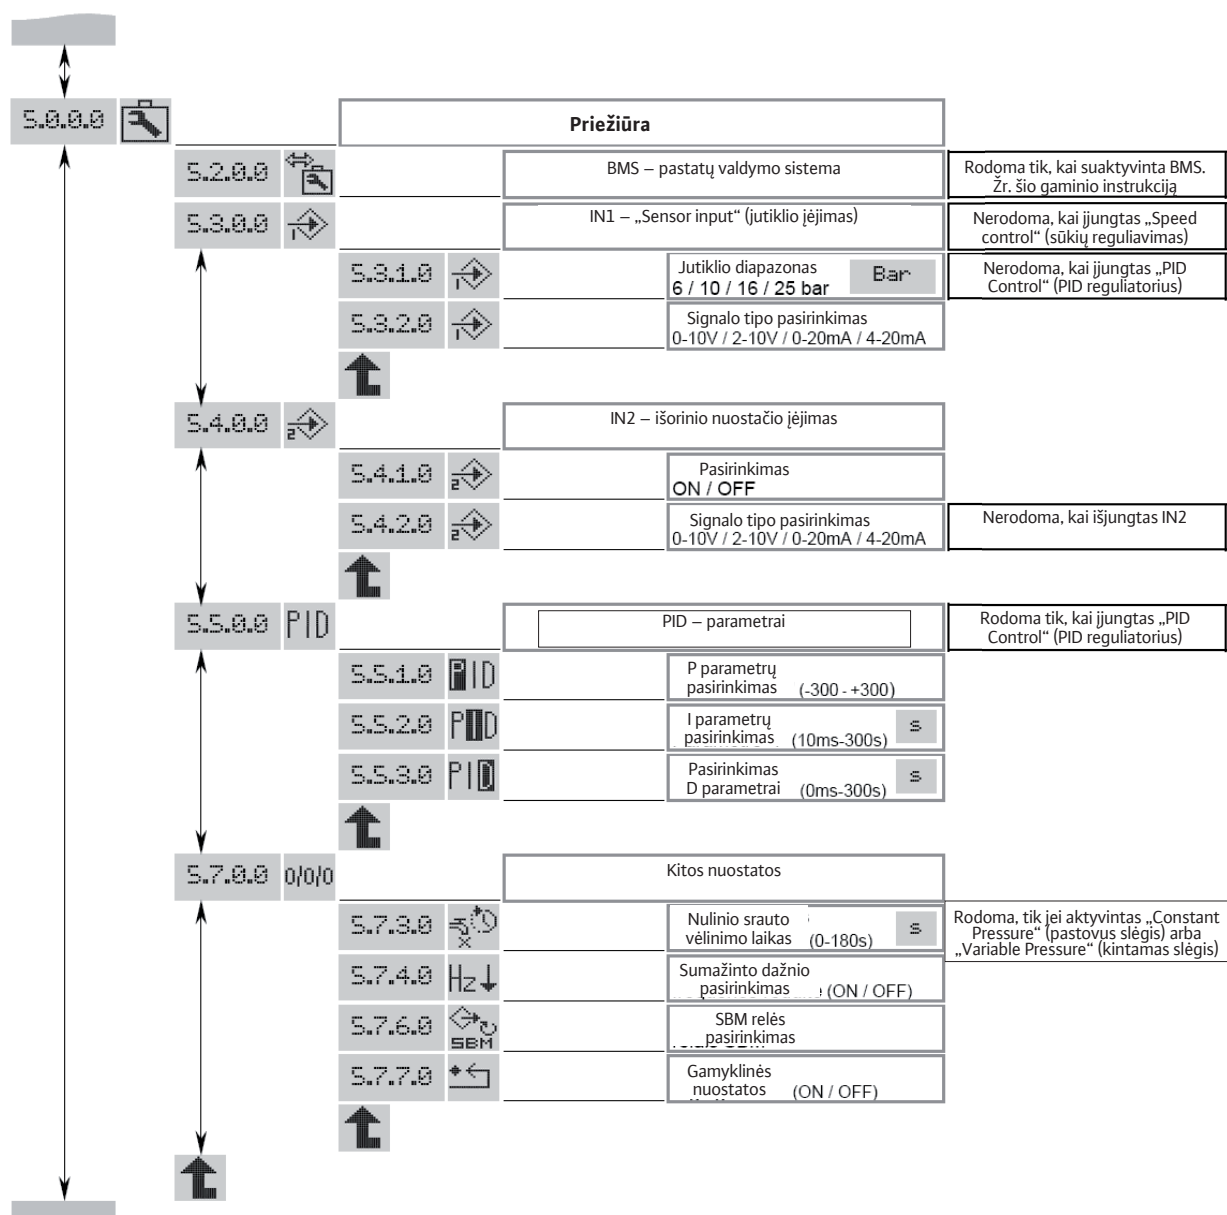 5.0.0.0
Priežiūra
5.2.0.0
BMS – pastatų valdymo sistema
Rodoma tik, kai suaktyvinta BMS.
Žr. šio gaminio instrukciją
5.3.0.0
1
IN1 – „Sensor input“ (jutiklio įėjimas)
Nerodoma, kai įjungtas „Speed
control“ (sūkių reguliavimas)
5.3.1.0
1
Jutiklio diapazonas
6 / 10 / 16 / 25 bar
Bar
Nerodoma, kai įjungtas „PID
Control“ (PID reguliatorius)
5.3.2.0
1
Signalo tipo pasirinkimas
0-10V / 2-10V / 0-20mA / 4-20mA
5.4.0.0
2
IN2 – išorinio nuostačio įėjimas
5.4.1.0
2
Pasirinkimas
ON / OFF
5.4.2.0
2
Signalo tipo pasirinkimas
0-10V / 2-10V / 0-20mA / 4-20mA
Nerodoma, kai išjungtas IN2
5.5.0.0
PID
PID – parametrai
Rodoma tik, kai įjungtas „PID
Control“ (PID reguliatorius)
5.5.1.0
PID
P parametrų
pasirinkimas (-300 - +300)
5.5.2.0
PID
I parametrų
pasirinkimas (10ms-300s)
s
5.5.3.0
PID
Pasirinkimas
D parametrai (0ms-300s)
s
5.7.0.0
0/0/0
Kitos nuostatos
5.7.3.0
Nulinio srauto
vėlinimo laikas (0-180s)
s
Rodoma, tik jei aktyvintas „Constant
Pressure“ (pastovus slėgis) arba
„Variable Pressure“ (kintamas slėgis)
5.7.4.0
Hz
Sumažinto dažnio
pasirinkimas (ON / OFF)
5.7.6.0
SBM
SBM relės
pasirinkimas
5.7.7.0
Gamyklinės
nuostatos (ON / OFF)